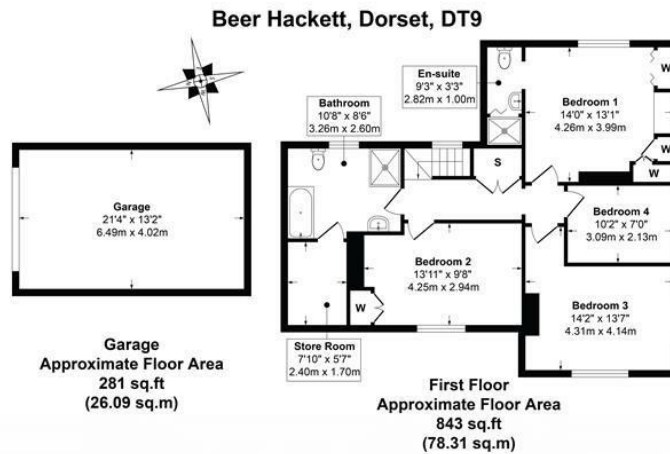 Beer Hackett, Dorset, DT9
En-suite
9'3" x 3'3"
2.82m x 1.00m
Bathroom
10'8" x 8'6"
3.26m x 2.60m
Bedroom 1
14'0" x 13'1"
4.26m x 3.99m
W
W
W
S
Garage
21'4" x 13'2"
6.49m x 4.02m
Bedroom 4
10'2" x 7'0"
3.09m x 2.13m
Bedroom 2
13'11" x 9'8"
4.25m x 2.94m
W
Bedroom 3
14'2" x 13'7"
4.31m x 4.14m
Store Room
7'10" x 5'7"
2.40m x 1.70m
Garage
Approximate Floor Area
281 sq.ft
(26.09 sq.m)
First Floor
Approximate Floor Area
843 sq.ft
(78.31 sq.m)